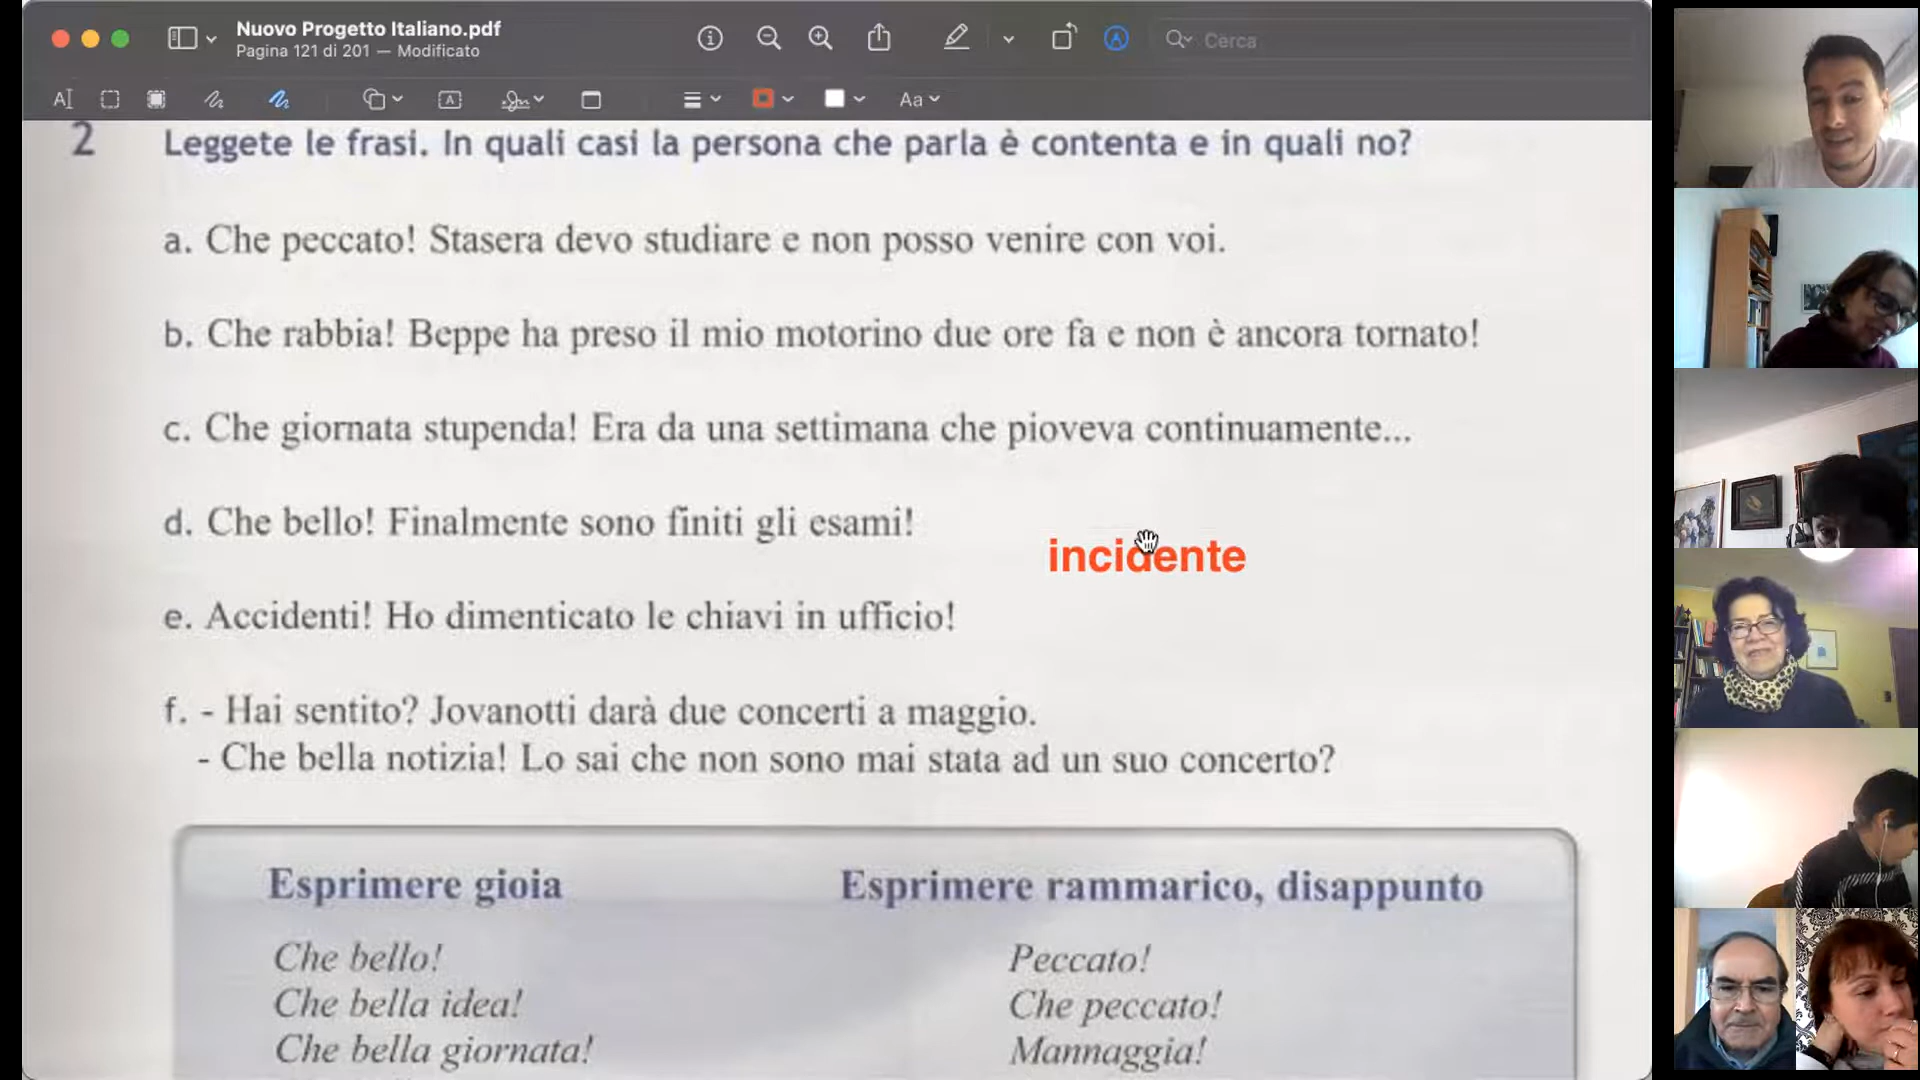 Nuovo Progetto Italiano.pdf
Pagina 121 di 201 — Modificato
Cerca
Aa
2 Leggete le frasi. In quali casi la persona che parla è contenta e in quali no?
a. Che peccato! Stasera devo studiare e non posso venire con voi.
b. Che rabbia! Beppe ha preso il mio motorino due ore fa e non è ancora tornato!
c. Che giornata stupenda! Era da una settimana che pioveva continuamente...
d. Che bello! Finalmente sono finiti gli esami!
incidente
e. Accidenti! Ho dimenticato le chiavi in ufficio!
f. - Hai sentito? Jovanotti darà due concerti a maggio.
- Che bella notizia! Lo sai che non sono mai stata ad un suo concerto?
Esprimere gioia
Che bello!
Che bella idea!
Che bella giornata!
Esprimere rammarico, disappunto
Peccato!
Che peccato!
Mannaggia!